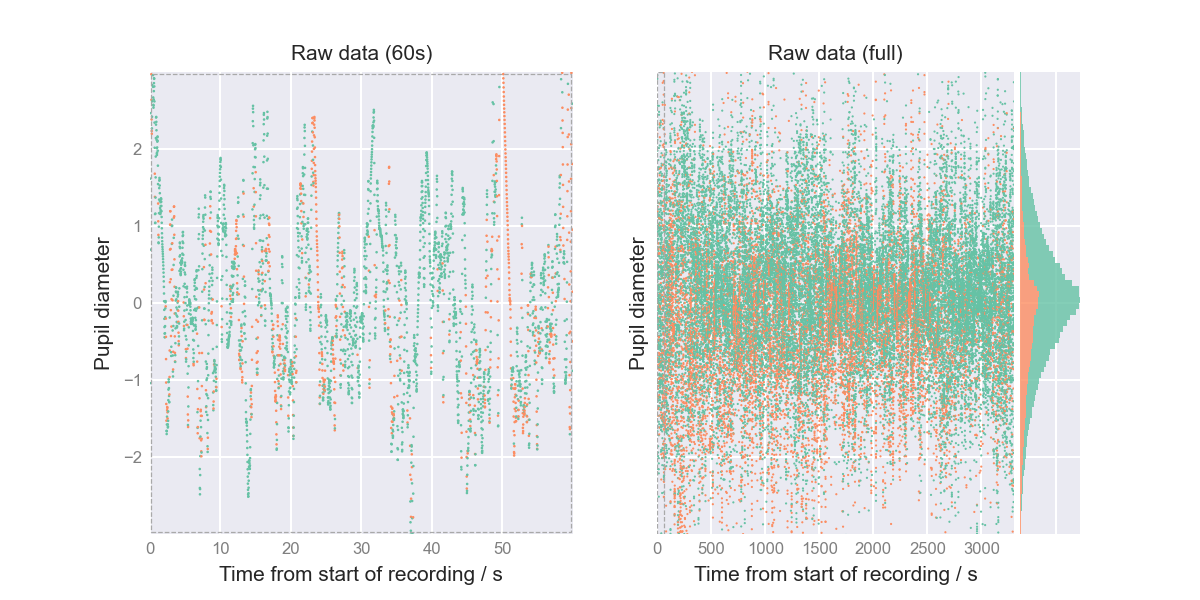 Raw data (60s)
Pupil diameter
2
1
0
−1
−2
0 10 20 30 40 50
Time from start of recording / s
Raw data (full)
Pupil diameter
0 500 1000 1500 2000 2500 3000
Time from start of recording / s